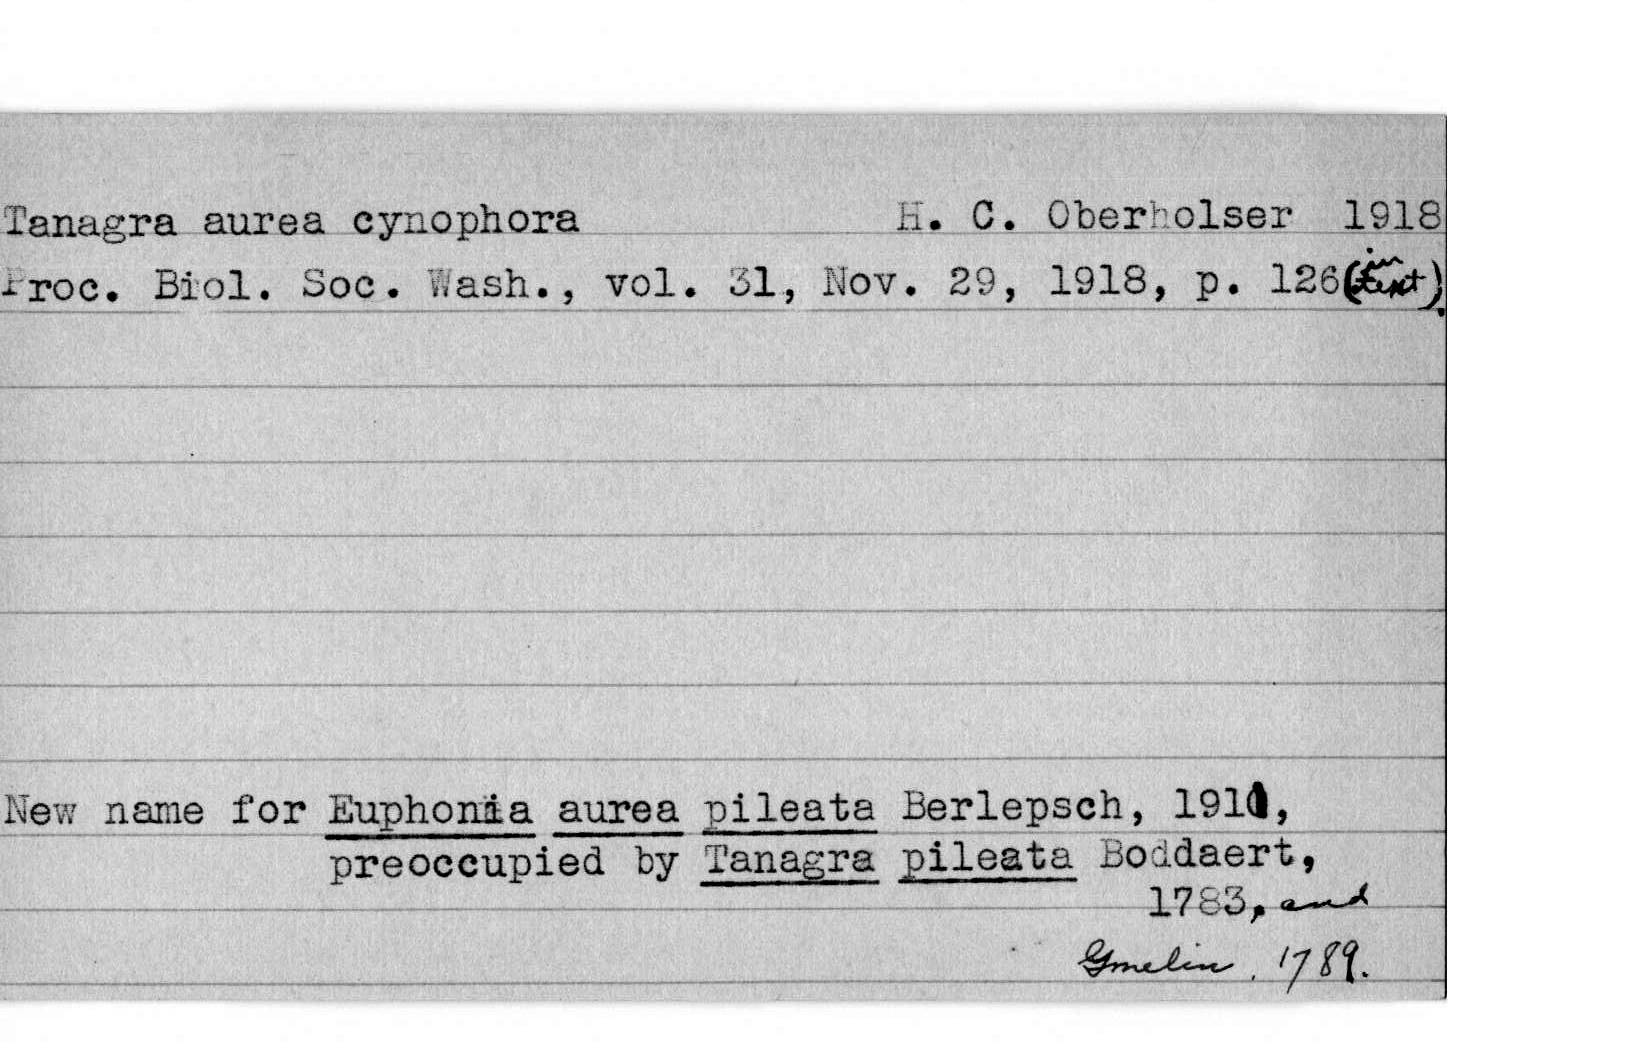 Tanagra aurea cynophora H. C. Oberholser 1918
Proc. Biol. Soc. Wash., vol. 31, Nov. 29, 1918, p. 126 (in text).
New name for Euphonia aurea pileata Berlepsch,
preoccupied by Tanagra pileata Boddaert,
1783, and
Gmelin, 1789.